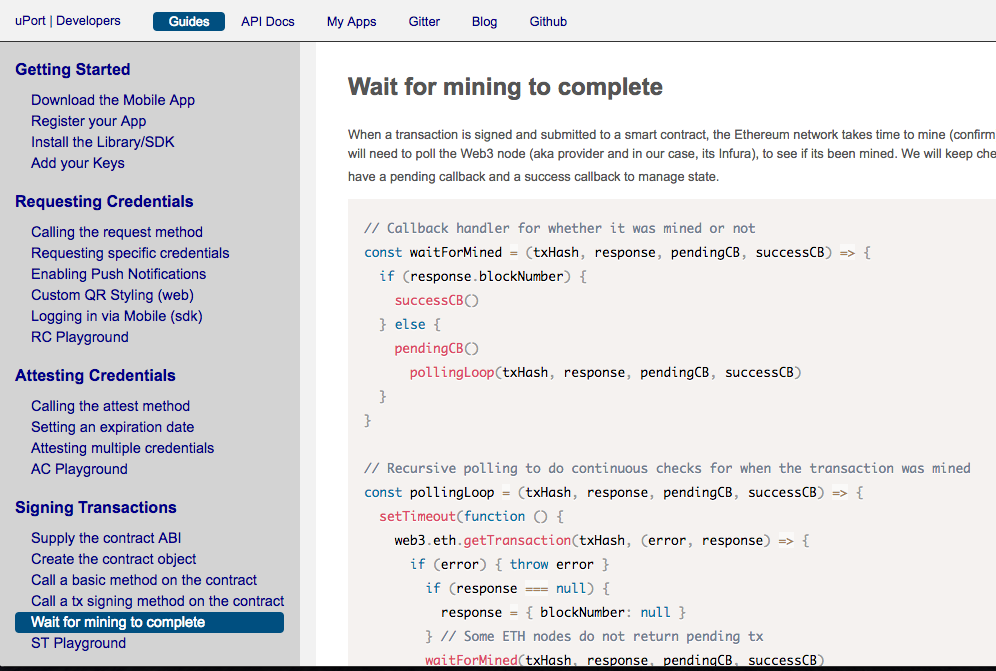 uPort | Developers Guides API Docs My Apps Gitter Blog Github
Getting Started
Download the Mobile App
Register your App
Install the Library/SDK
Add your Keys
Requesting Credentials
Calling the request method
Requesting specific credentials
Enabling Push Notifications
Custom QR Styling (web)
Logging in via Mobile (sdk)
RC Playground
Attesting Credentials
Calling the attest method
Setting an expiration date
Attesting multiple credentials
AC Playground
Signing Transactions
Supply the contract ABI
Create the contract object
Call a basic method on the contract
Call a tx signing method on the contract
Wait for mining to complete
ST Playground
Wait for mining to complete
When a transaction is signed and submitted to a smart contract, the Ethereum network takes time to mine (confirm
will need to poll the Web3 node (aka provider and in our case, its Infura), to see if its been mined. We will keep che
have a pending callback and a success callback to manage state.
// Callback handler for whether it was mined or not
const waitForMined = (txHash, response, pendingCB, successCB) => {
  if (response.blockNumber) {
    successCB()
  } else {
    pendingCB()
      pollingLoop(txHash, response, pendingCB, successCB)
  }
}
// Recursive polling to do continuous checks for when the transaction was mined
const pollingLoop = (txHash, response, pendingCB, successCB) => {
  setTimeout(function () {
    web3.eth.getTransaction(txHash, (error, response) => {
      if (error) { throw error }
        if (response === null) {
          response = { blockNumber: null }
        } // Some ETH nodes do not return pending tx
        waitForMined(txHash, response, pendingCB, successCB)